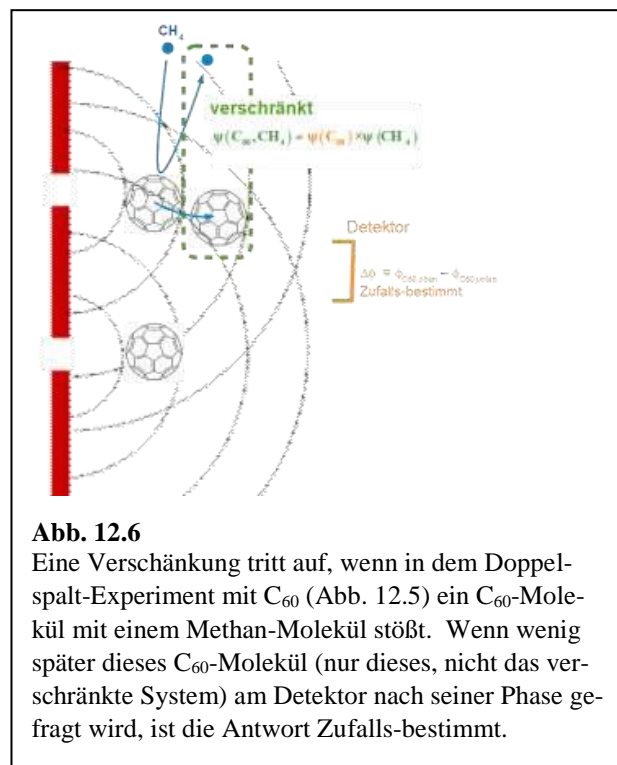 CH₄
verschränkt
ψ(C₆₀,CH₄) ≠ ψ(C₆₀)×ψ(CH₄)
Detektor
Δϕ = ϕC60,oben − ϕC60,unten
Zufalls-bestimmt
Abb. 12.6
Eine Verschänkung tritt auf, wenn in dem Doppel-
spalt-Experiment mit C₆₀ (Abb. 12.5) ein C₆₀-Mole-
kül mit einem Methan-Molekül stößt. Wenn wenig
später dieses C₆₀-Molekül (nur dieses, nicht das ver-
schränkte System) am Detektor nach seiner Phase ge-
fragt wird, ist die Antwort Zufalls-bestimmt.